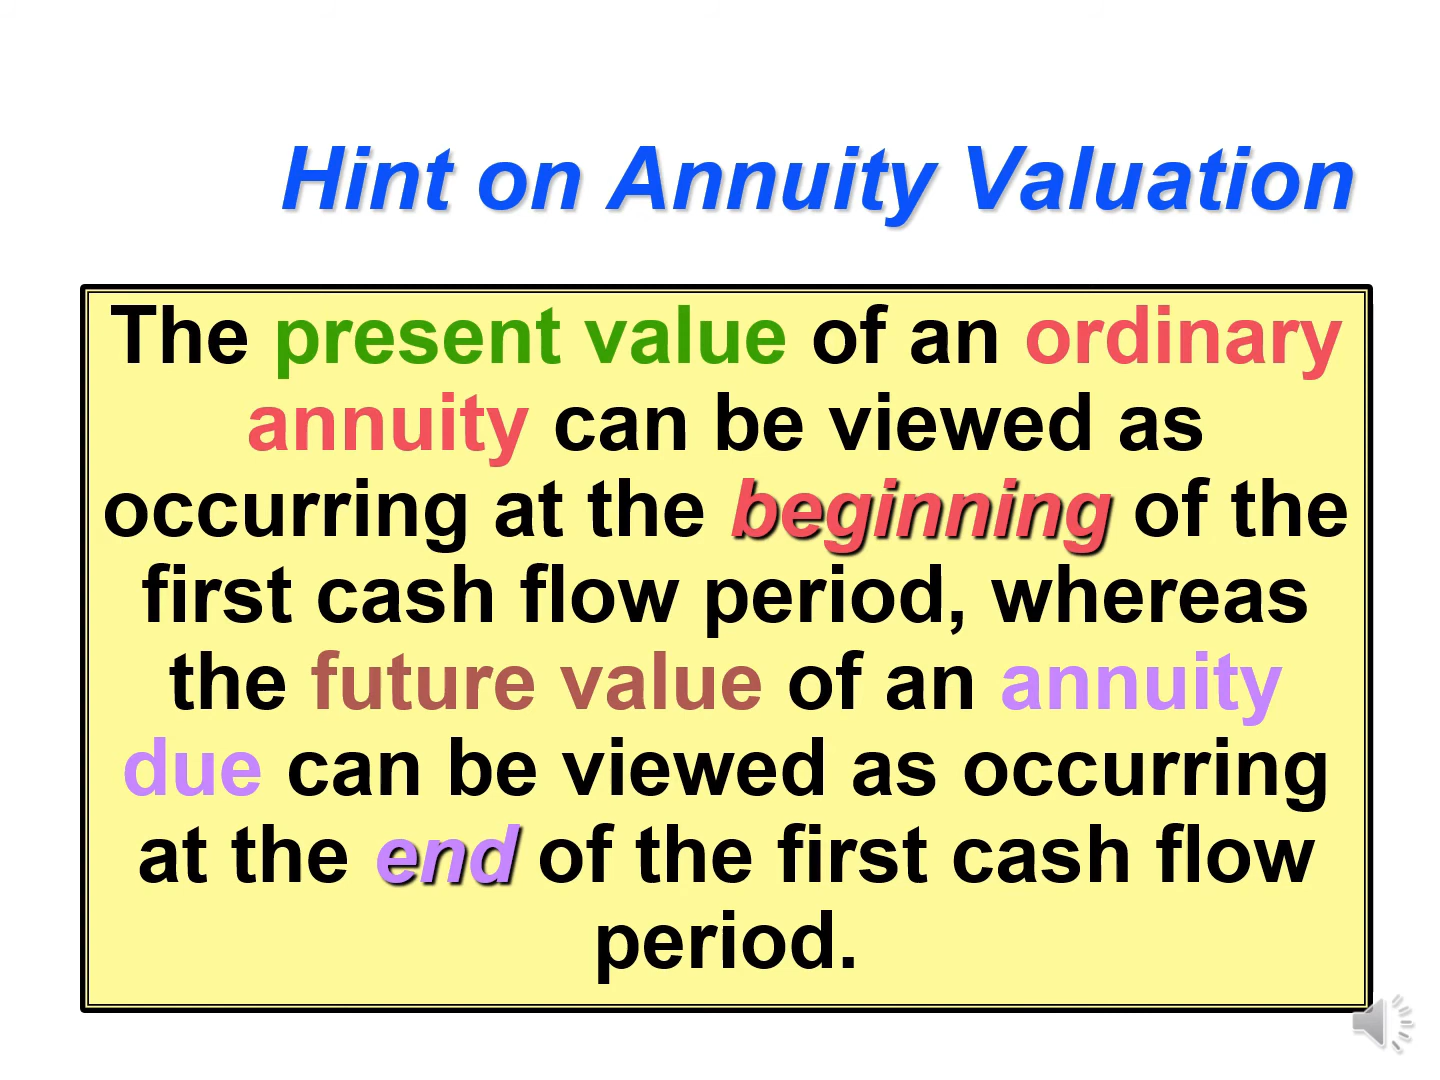 Hint on Annuity Valuation
The present value of an ordinary
annuity can be viewed as
occurring at the beginning of the
first cash flow period, whereas
the future value of an annuity
due can be viewed as occurring
at the end of the first cash flow
period.